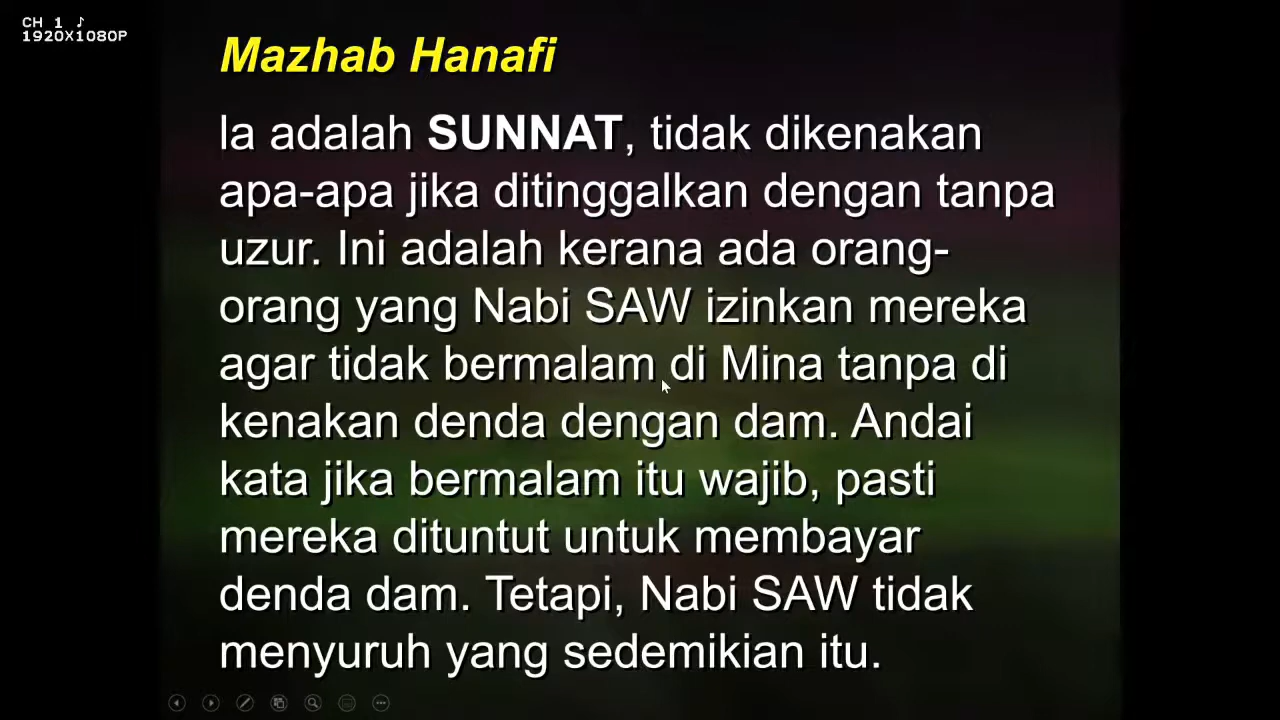 CH 1 ♪
1920X1080P
Mazhab Hanafi
Ia adalah SUNNAT, tidak dikenakan
apa-apa jika ditinggalkan dengan tanpa
uzur. Ini adalah kerana ada orang-
orang yang Nabi SAW izinkan mereka
agar tidak bermalam di Mina tanpa di
kenakan denda dengan dam. Andai
kata jika bermalam itu wajib, pasti
mereka dituntut untuk membayar
denda dam. Tetapi, Nabi SAW tidak
menyuruh yang sedemikian itu.